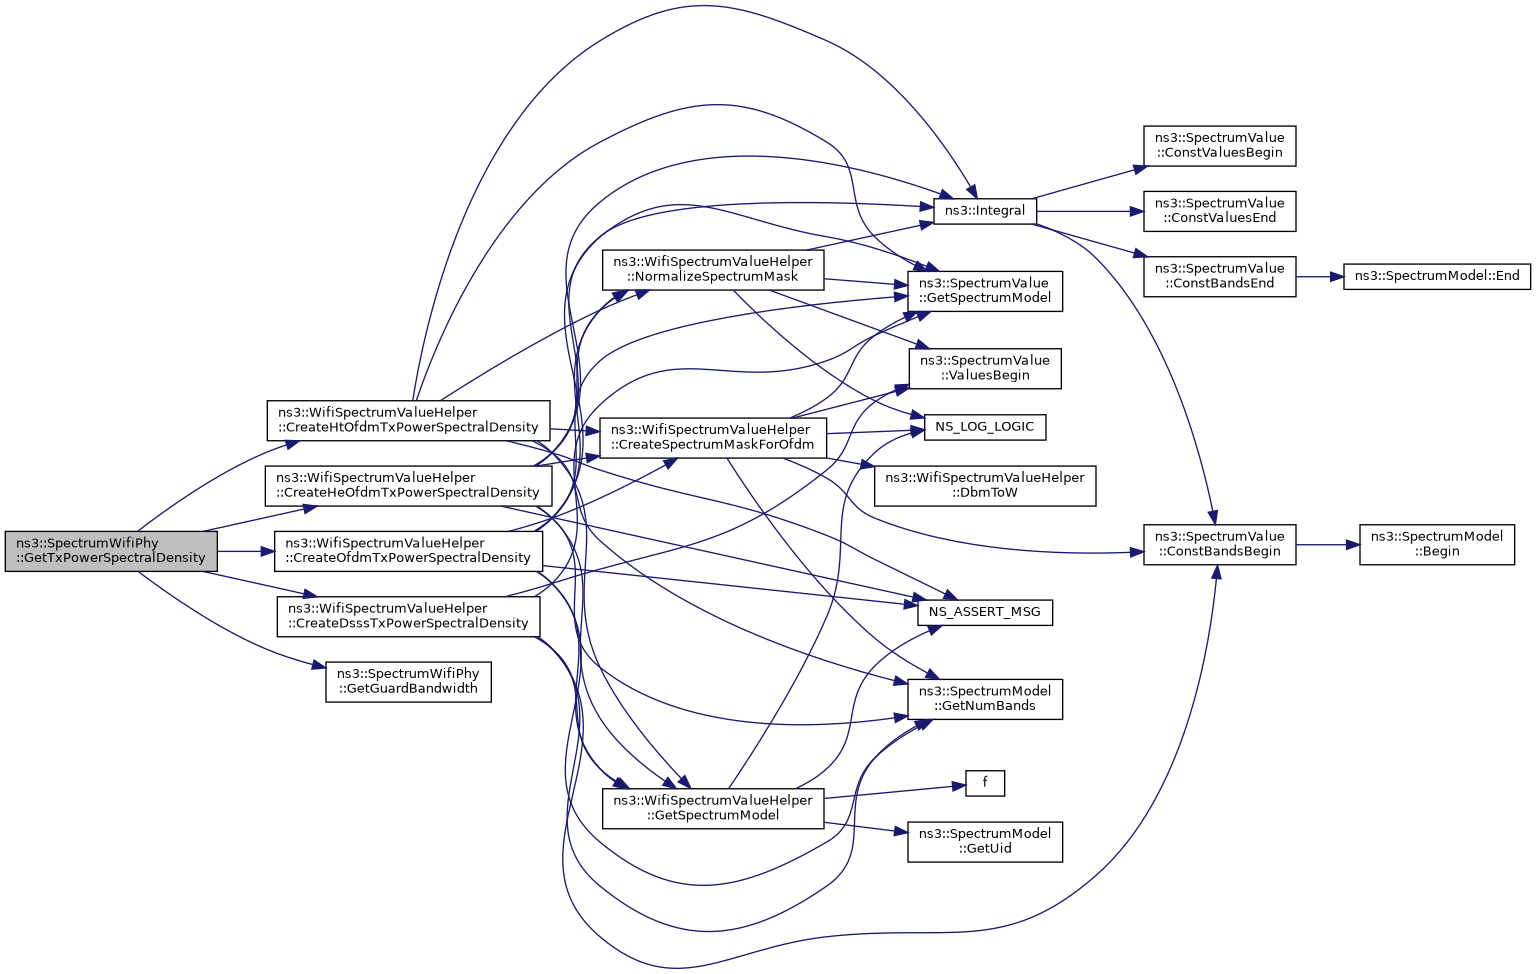 ns3::SpectrumWifiPhy
::GetTxPowerSpectralDensity
ns3::WifiSpectrumValueHelper
::CreateHtOfdmTxPowerSpectralDensity
ns3::WifiSpectrumValueHelper
::CreateHeOfdmTxPowerSpectralDensity
ns3::WifiSpectrumValueHelper
::CreateOfdmTxPowerSpectralDensity
ns3::WifiSpectrumValueHelper
::CreateDsssTxPowerSpectralDensity
ns3::SpectrumWifiPhy
::GetGuardBandwidth
ns3::WifiSpectrumValueHelper
::NormalizeSpectrumMask
ns3::WifiSpectrumValueHelper
::CreateSpectrumMaskForOfdm
ns3::WifiSpectrumValueHelper
::GetSpectrumModel
ns3::Integral
ns3::SpectrumValue
::GetSpectrumModel
ns3::SpectrumValue
::ValuesBegin
NS_LOG_LOGIC
ns3::WifiSpectrumValueHelper
::DbmToW
NS_ASSERT_MSG
ns3::SpectrumModel
::GetNumBands
f
ns3::SpectrumModel
::GetUid
ns3::SpectrumValue
::ConstValuesBegin
ns3::SpectrumValue
::ConstValuesEnd
ns3::SpectrumValue
::ConstBandsEnd
ns3::SpectrumValue
::ConstBandsBegin
ns3::SpectrumModel::End
ns3::SpectrumModel
::Begin